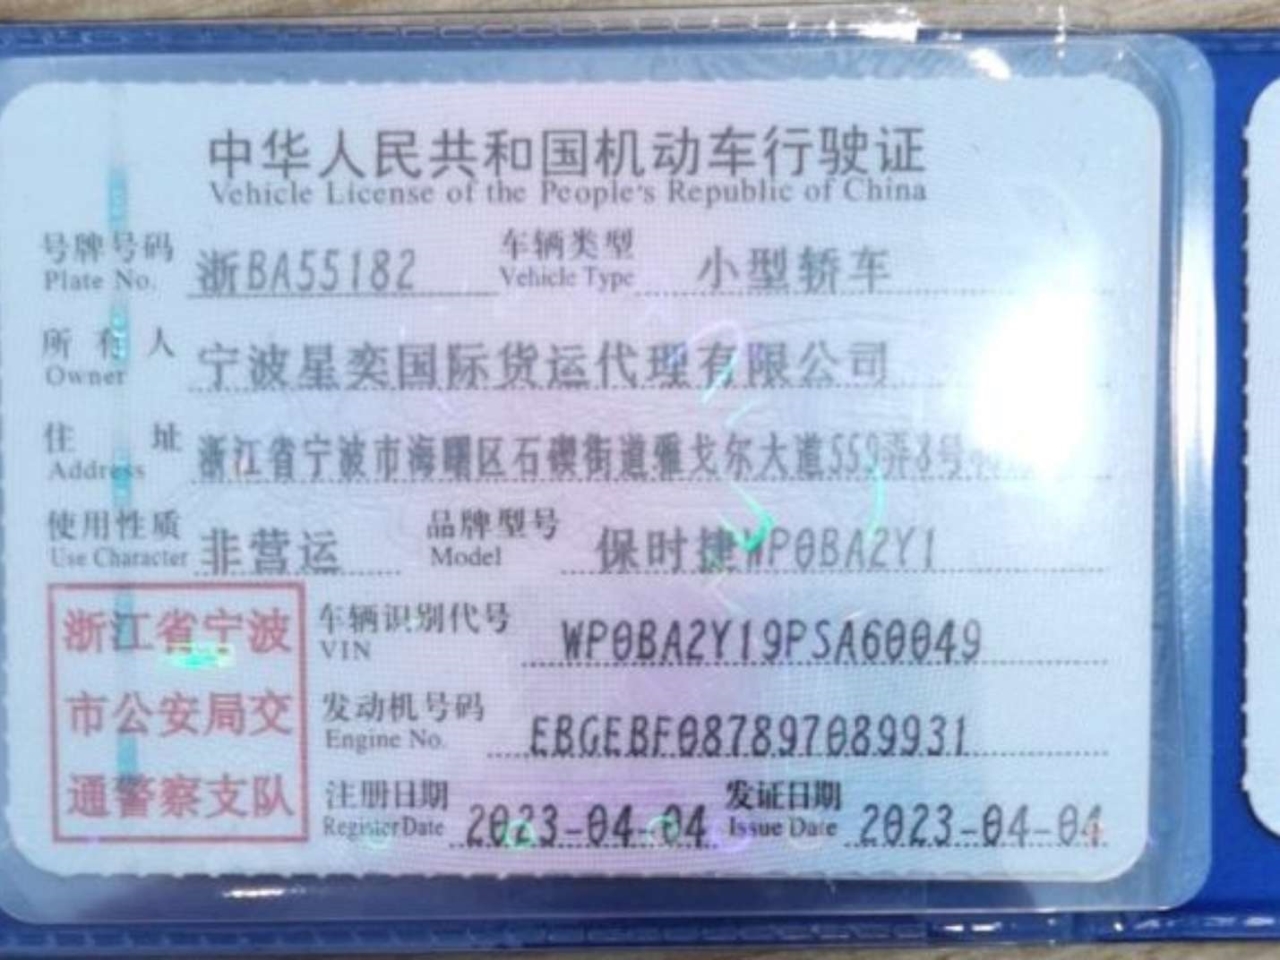 中华人民共和国机动车行驶证
Vehicle License of the People's Republic of China
号牌号码 浙BA55182 车辆类型 小型轿车
Plate No. Vehicle Type
所有人 宁波星奕国际货运代理有限公司
Owner
住址 浙江省宁波市海曙区石碶街道雅戈尔大道559弄8号
Address
使用性质 非营运 品牌型号 保时捷WP0BA2Y1
Use Character Model
浙江省宁波
市公安局交
通警察支队
车辆识别代号 WP0BA2Y19PSA60049
VIN
发动机号码 EBGEBF087897089931
Engine No.
注册日期 2023-04-04 发证日期 2023-04-04
Register Date Issue Date